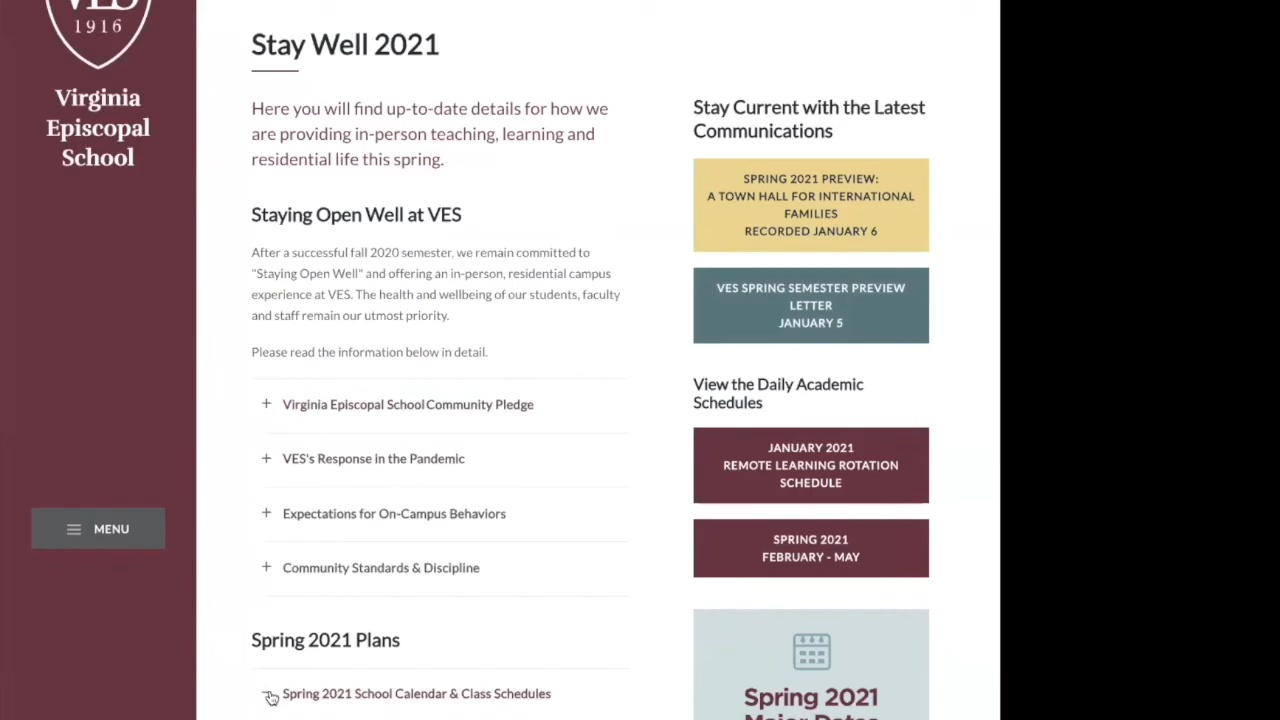 VES
1916
Virginia
Episcopal
School
MENU
Stay Well 2021
Here you will find up-to-date details for how we
are providing in-person teaching, learning and
residential life this spring.
Staying Open Well at VES
After a successful fall 2020 semester, we remain committed to
"Staying Open Well" and offering an in-person, residential campus
experience at VES. The health and wellbeing of our students, faculty
and staff remain our utmost priority.
Please read the information below in detail.
+ Virginia Episcopal School Community Pledge
+ VES's Response in the Pandemic
+ Expectations for On-Campus Behaviors
+ Community Standards & Discipline
Spring 2021 Plans
Spring 2021 School Calendar & Class Schedules
Stay Current with the Latest
Communications
SPRING 2021 PREVIEW:
A TOWN HALL FOR INTERNATIONAL
FAMILIES
RECORDED JANUARY 6
VES SPRING SEMESTER PREVIEW
LETTER
JANUARY 5
View the Daily Academic
Schedules
JANUARY 2021
REMOTE LEARNING ROTATION
SCHEDULE
SPRING 2021
FEBRUARY - MAY
Spring 2021
Major Dates